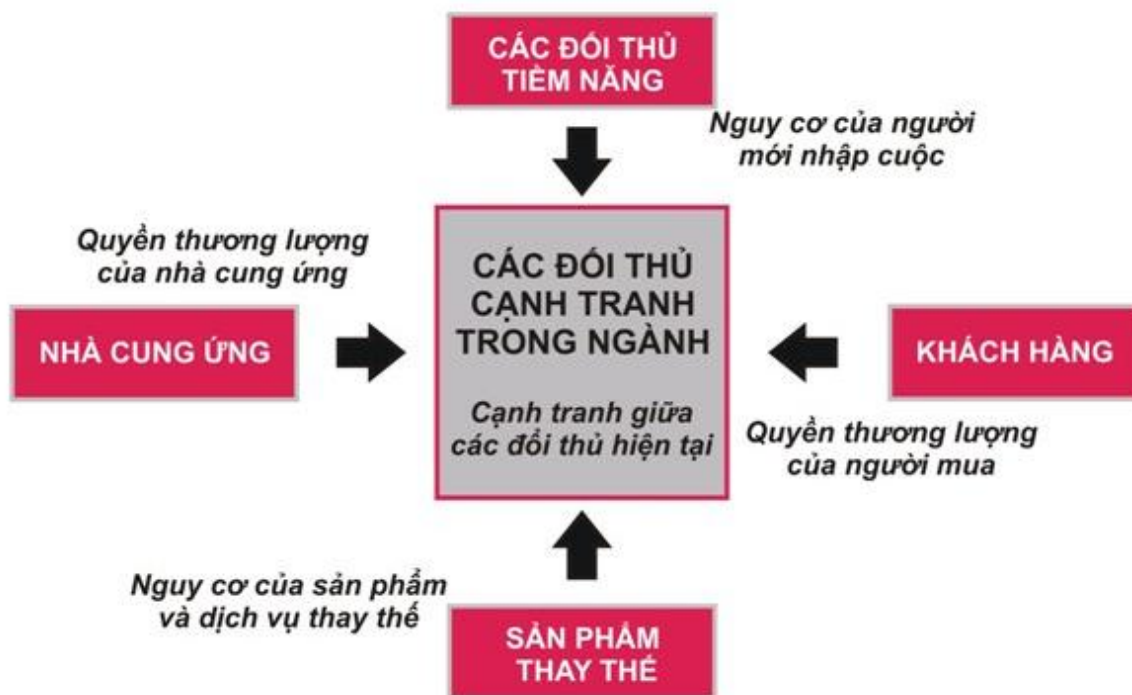 CÁC ĐỐI THỦ
TIỀM NĂNG
Nguy cơ của người
mới nhập cuộc
Quyền thương lượng
của nhà cung ứng
NHÀ CUNG ỨNG
CÁC ĐỐI THỦ
CẠNH TRANH
TRONG NGÀNH
Cạnh tranh giữa
các đối thủ hiện tại
KHÁCH HÀNG
Quyền thương lượng
của người mua
Nguy cơ của sản phẩm
và dịch vụ thay thế
SẢN PHẨM
THAY THẾ